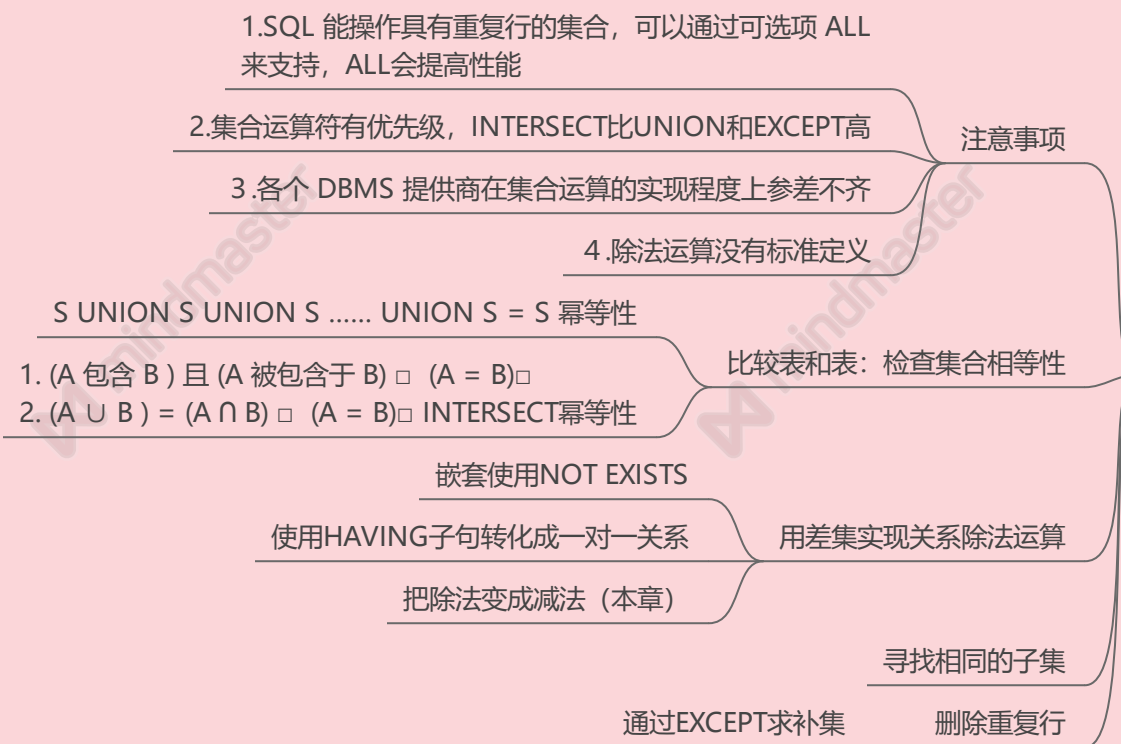 1.SQL 能操作具有重复行的集合，可以通过可选项 ALL
来支持，ALL会提高性能
2.集合运算符有优先级，INTERSECT比UNION和EXCEPT高
3 .各个 DBMS 提供商在集合运算的实现程度上参差不齐
4 .除法运算没有标准定义
注意事项
S UNION S UNION S …… UNION S = S 幂等性
1. (A 包含 B ) 且 (A 被包含于 B) □ (A = B)□
2. (A ∪ B ) = (A ∩ B) □ (A = B)□ INTERSECT幂等性
比较表和表：检查集合相等性
嵌套使用NOT EXISTS
使用HAVING子句转化成一对一关系
把除法变成减法（本章）
用差集实现关系除法运算
寻找相同的子集
通过EXCEPT求补集
删除重复行
mindmaster
mindmaster